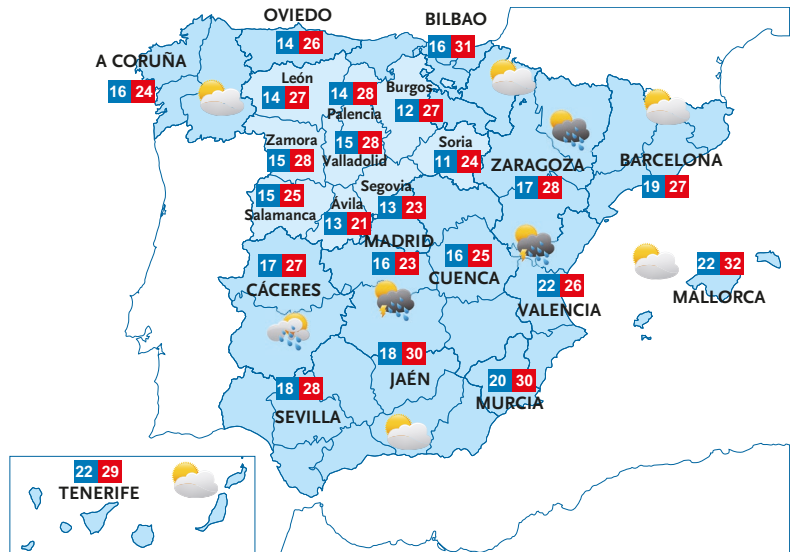 OVIEDO
14 26
BILBAO
16 31
A CORUÑA
16 24
León
14 27
14 28
Palencia
Burgos
12 27
Zamora
15 28
15 28
Valladolid
Soria
11 24
ZARAGOZA
17 28
BARCELONA
19 27
15 25
Salamanca
Ávila
13 21
Segovia
13 23
MADRID
16 23
16 25
CUENCA
17 27
CÁCERES
22 26
VALENCIA
22 32
MALLORCA
18 30
JAÉN
20 30
MURCIA
18 28
SEVILLA
22 29
TENERIFE